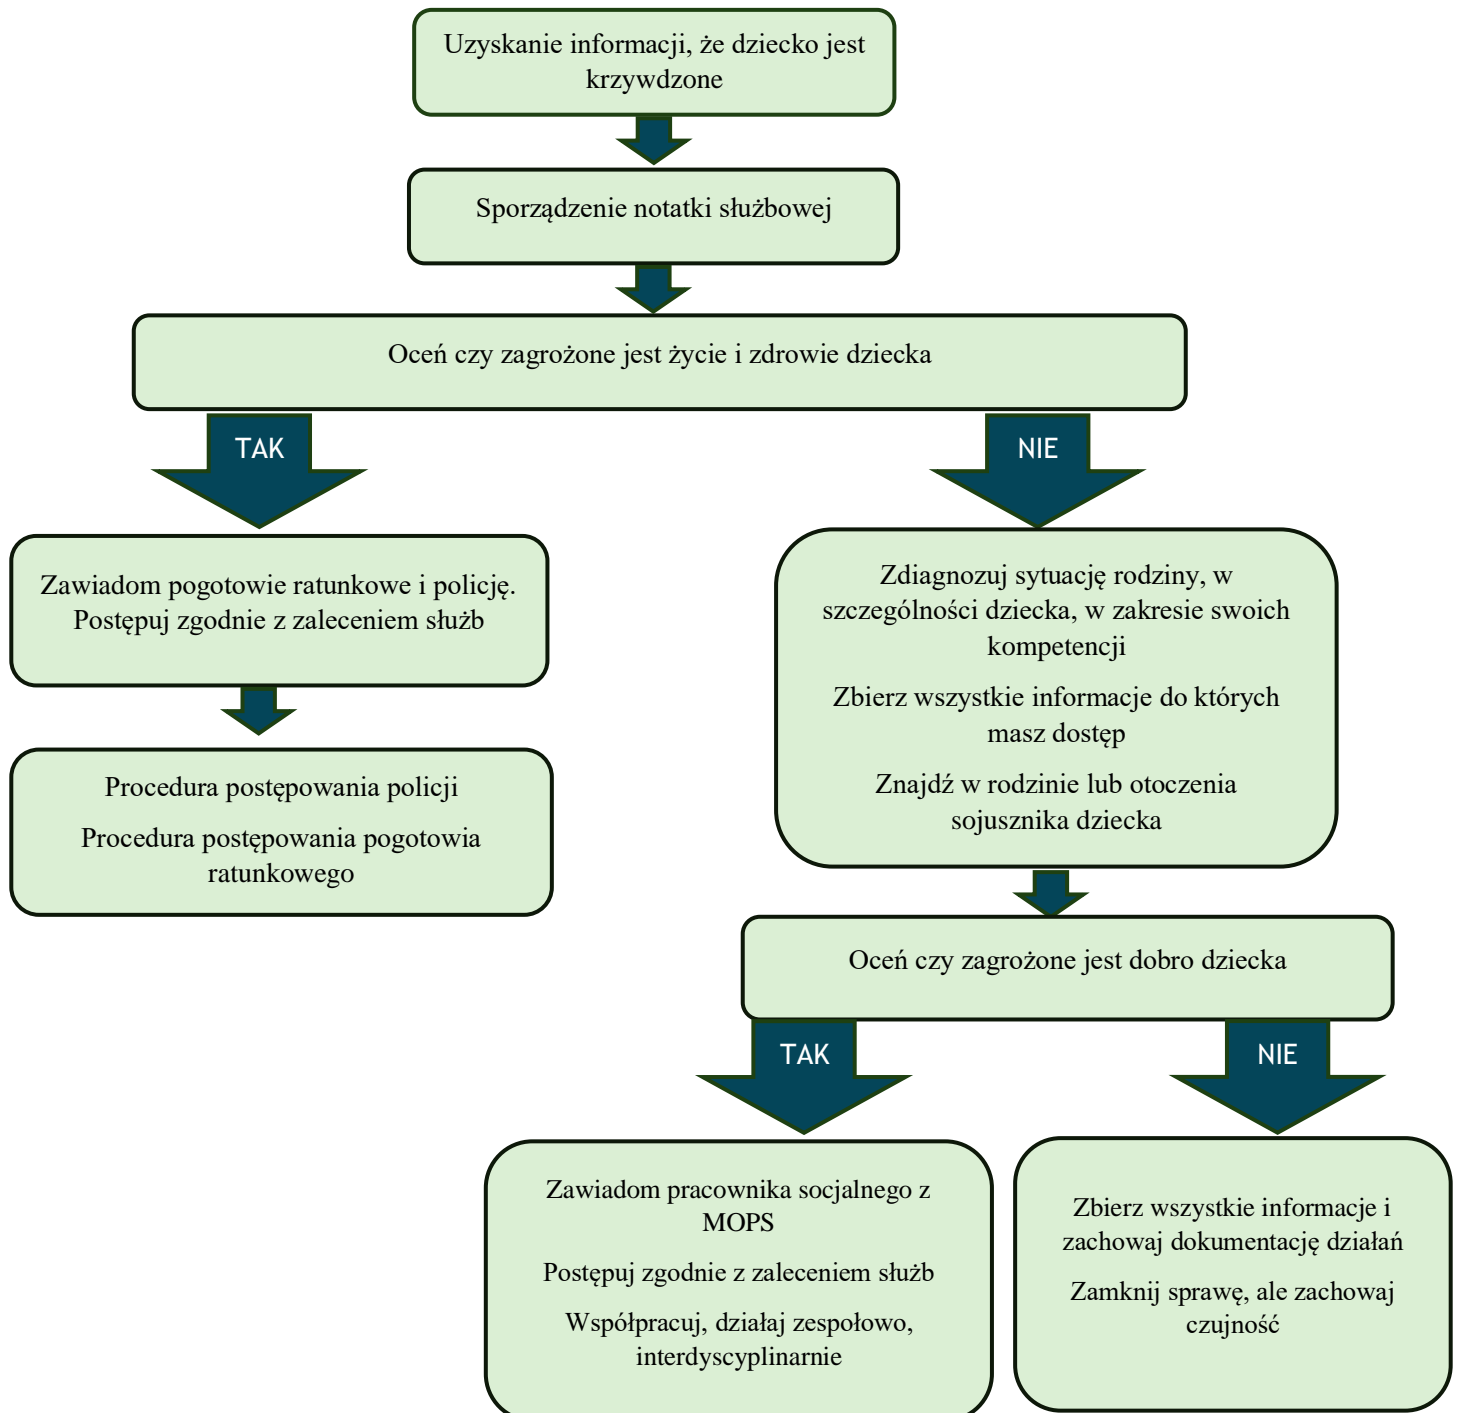 Uzyskanie informacji, że dziecko jest
krzywdzone
Sporządzenie notatki służbowej
Oceń czy zagrożone jest życie i zdrowie dziecka
TAK
NIE
Zawiadom pogotowie ratunkowe i policję.
Postępuj zgodnie z zaleceniem służb
Procedura postępowania policji
Procedura postępowania pogotowia
ratunkowego
Zdiagnozuj sytuację rodziny, w
szczególności dziecka, w zakresie swoich
kompetencji
Zbierz wszystkie informacje do których
masz dostęp
Znajdź w rodzinie lub otoczenia
sojusznika dziecka
Oceń czy zagrożone jest dobro dziecka
TAK
NIE
Zawiadom pracownika socjalnego z
MOPS
Postępuj zgodnie z zaleceniem służb
Współpracuj, działaj zespołowo,
interdyscyplinarnie
Zbierz wszystkie informacje i
zachowaj dokumentację działań
Zamknij sprawę, ale zachowaj
czujność